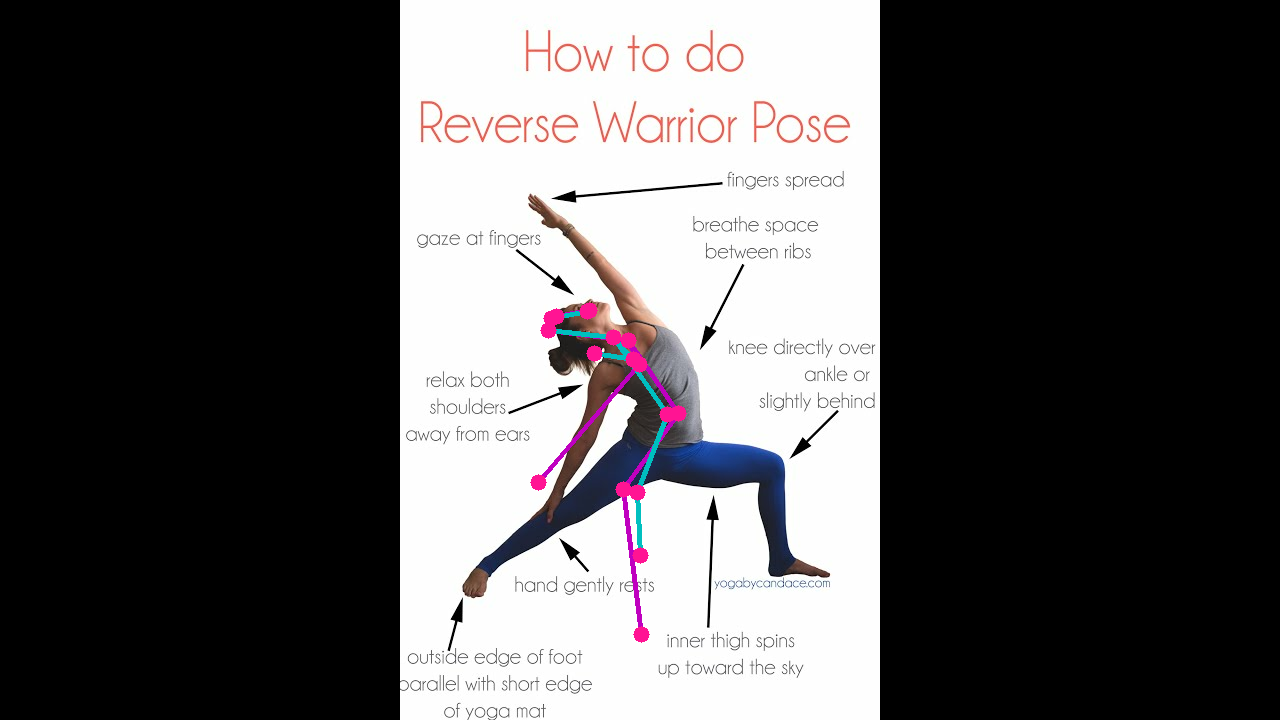 How to do
Reverse Warrior Pose
fingers spread
breathe space
between ribs
gaze at fingers
knee directly over
ankle or
slightly behind
relax both
shoulders
away from ears
hand gently rests
yogabycandace.com
inner thigh spins
up toward the sky
outside edge of foot
parallel with short edge
of yoga mat